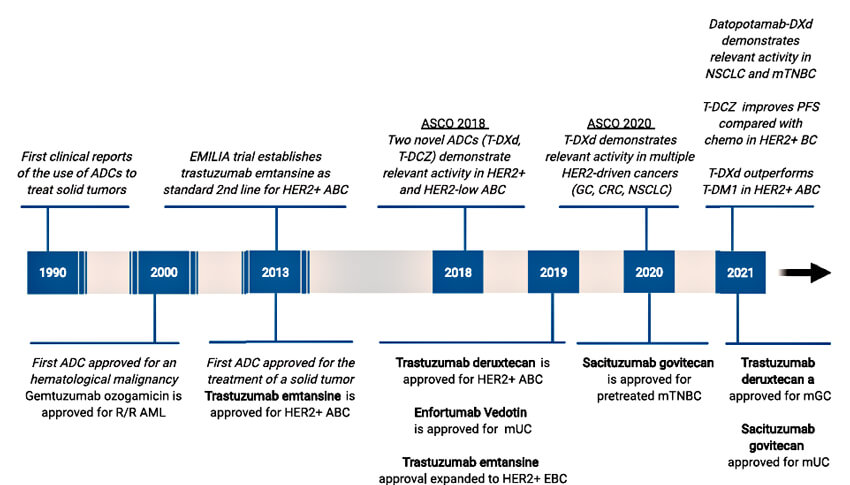 First clinical reports
of the use of ADCs to
treat solid tumors
EMILIA trial establishes
trastuzumab emtansine as
standard 2nd line for HER2+ ABC
ASCO 2018
Two novel ADCs (T-DXd,
T-DCZ) demonstrate
relevant activity in HER2+
and HER2-low ABC
ASCO 2020
T-DXd demonstrates
relevant activity in multiple
HER2-driven cancers
(GC, CRC, NSCLC)
Datopotamab-DXd
demonstrates
relevant activity in
NSCLC and mTNBC
T-DCZ improves PFS
compared with
chemo in HER2+ BC
T-DXd outperforms
T-DM1 in HER2+ ABC
1990
2000
2013
2018
2019
2020
2021
First ADC approved for an
hematological malignancy
Gemtuzumab ozogamicin is
approved for R/R AML
First ADC approved for the
treatment of a solid tumor
Trastuzumab emtansine is
approved for HER2+ ABC
Trastuzumab deruxtecan is
approved for HER2+ ABC
Enfortumab Vedotin
is approved for mUC
Trastuzumab emtansine
approval expanded to HER2+ EBC
Sacituzumab govitecan
is approved for
pretreated mTNBC
Trastuzumab
deruxtecan a
approved for mGC
Sacituzumab
govitecan
approved for mUC